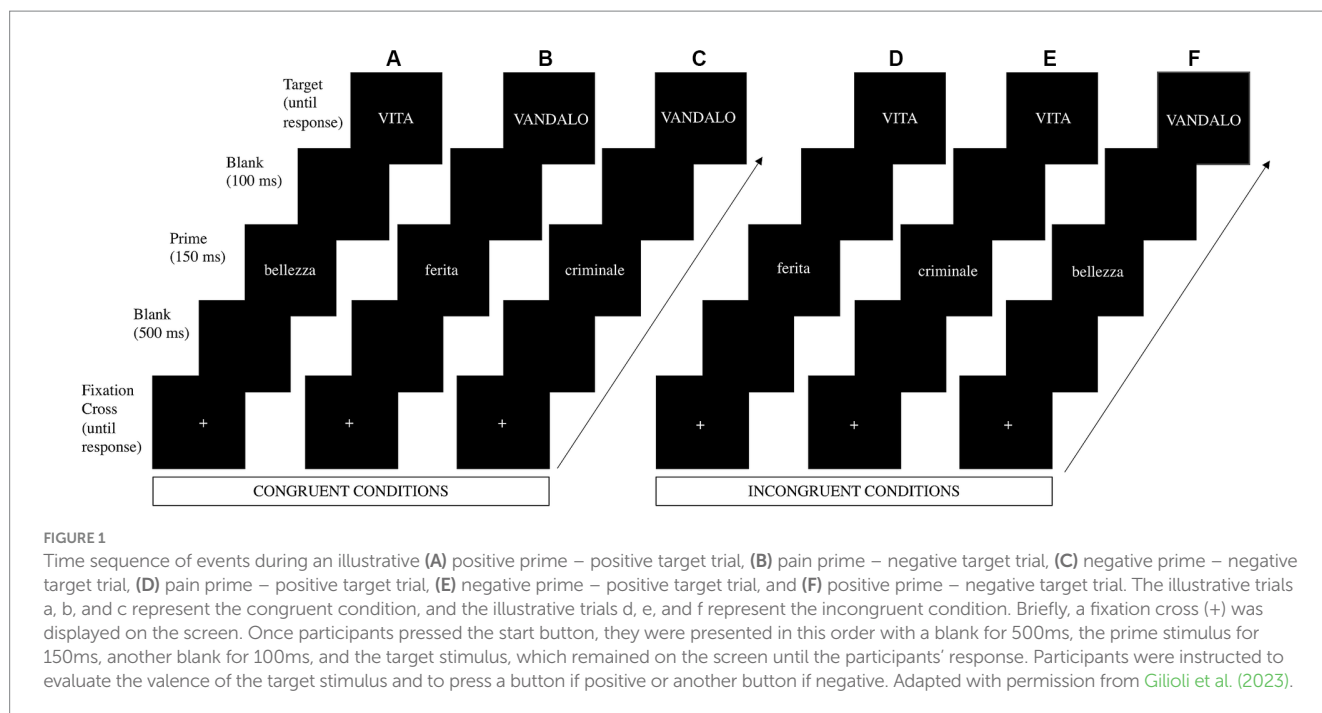 A B C D E F
Target
(until
response)
VITA VANDALO VANDALO VITA VITA VANDALO
Blank
(100 ms)
Prime
(150 ms)
bellezza ferita criminale ferita criminale bellezza
Blank
(500 ms)
Fixation
Cross
(until
response)
+ + + + + +
CONGRUENT CONDITIONS INCONGRUENT CONDITIONS
FIGURE 1
Time sequence of events during an illustrative (A) positive prime – positive target trial, (B) pain prime – negative target trial, (C) negative prime – negative
target trial, (D) pain prime – positive target trial, (E) negative prime – positive target trial, and (F) positive prime – negative target trial. The illustrative trials
a, b, and c represent the congruent condition, and the illustrative trials d, e, and f represent the incongruent condition. Briefly, a fixation cross (+) was
displayed on the screen. Once participants pressed the start button, they were presented in this order with a blank for 500ms, the prime stimulus for
150ms, another blank for 100ms, and the target stimulus, which remained on the screen until the participants’ response. Participants were instructed to
evaluate the valence of the target stimulus and to press a button if positive or another button if negative. Adapted with permission from Gilioli et al. (2023).